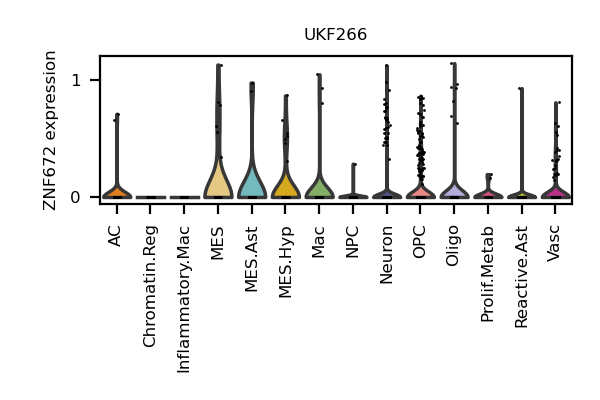 UKF266
ZNF672 expression
1
0
AC
Chromatin.Reg
Inflammatory.Mac
MES
MES.Ast
MES.Hyp
Mac
NPC
Neuron
OPC
Oligo
Prolif.Metab
Reactive.Ast
Vasc